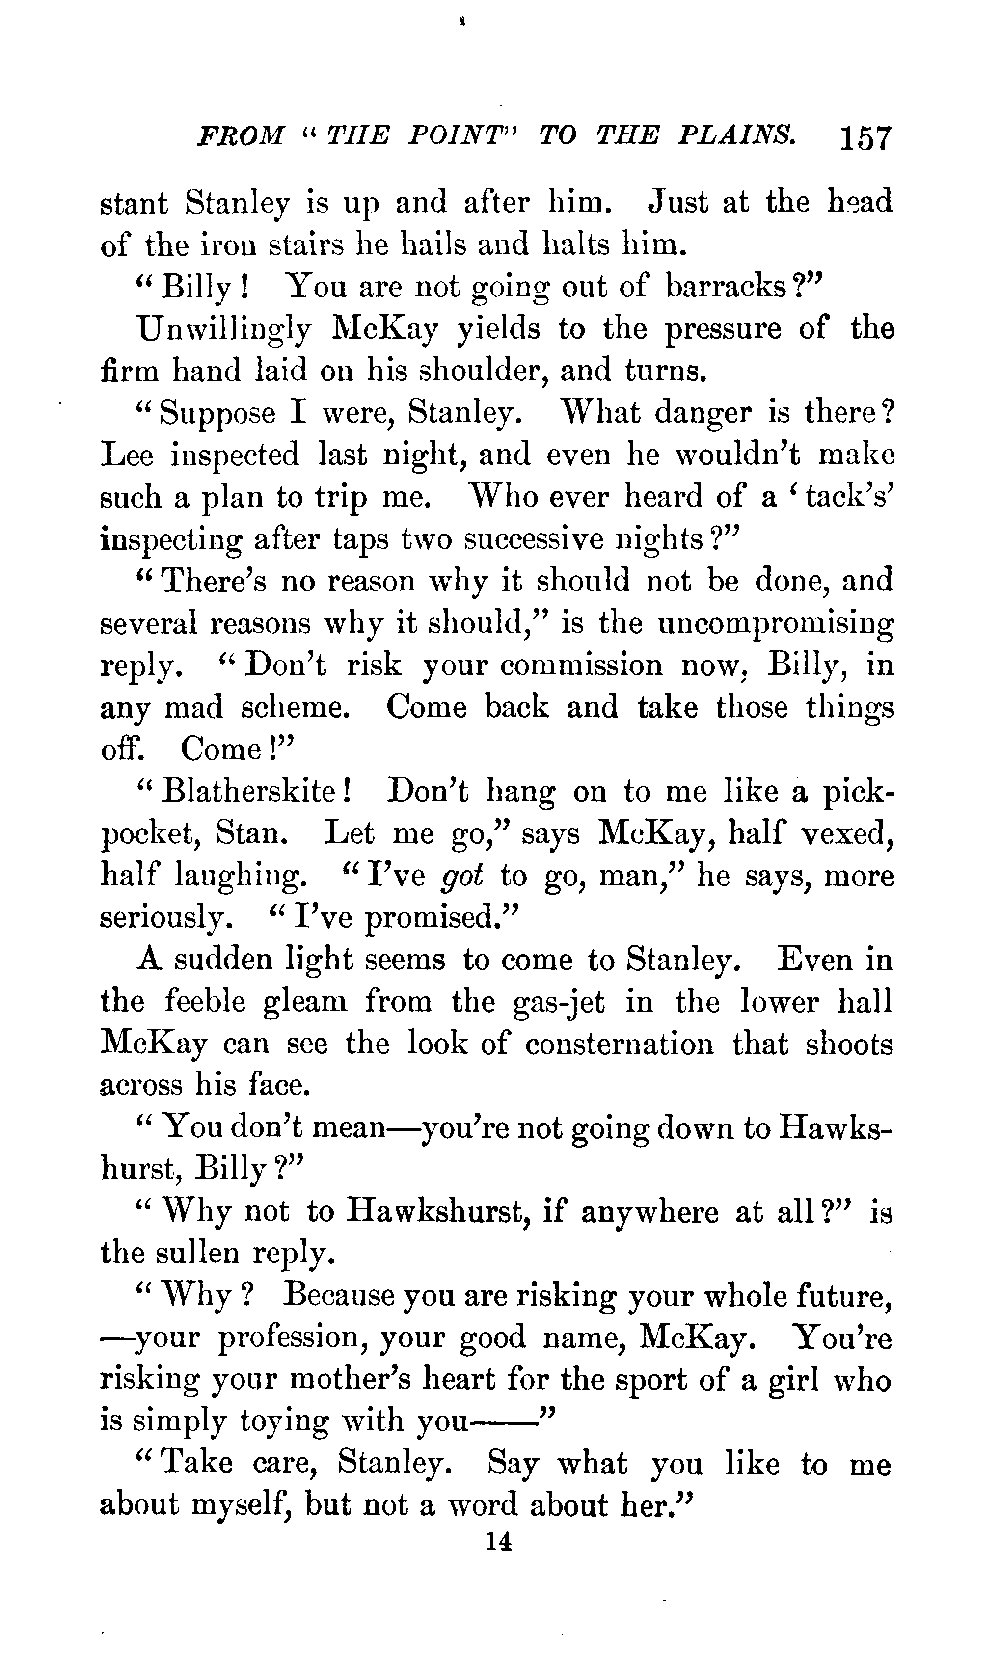 FROM "THE POINT" TO THE PLAINS. 157
stant Stanley is up and after him. Just at the head
of the iron stairs he hails and halts him.
"Billy! You are not going out of barracks?"
Unwillingly McKay yields to the pressure of the
firm hand laid on his shoulder, and turns.
"Suppose I were, Stanley. What danger is there?
Lee inspected last night, and even he wouldn't make
such a plan to trip me. Who ever heard of a 'tack's'
inspecting after taps two successive nights?"
"There's no reason why it should not be done, and
several reasons why it should," is the uncompromising
reply. "Don't risk your commission now, Billy, in
any mad scheme. Come back and take those things
off. Come!"
"Blatherskite! Don't hang on to me like a pick-
pocket, Stan. Let me go," says McKay, half vexed,
half laughing. "I've got to go, man," he says, more
seriously. "I've promised."
A sudden light seems to come to Stanley. Even in
the feeble gleam from the gas-jet in the lower hall
McKay can see the look of consternation that shoots
across his face.
"You don't mean—you're not going down to Hawks-
hurst, Billy?"
"Why not to Hawkshurst, if anywhere at all?" is
the sullen reply.
"Why? Because you are risking your whole future,
—your profession, your good name, McKay. You're
risking your mother's heart for the sport of a girl who
is simply toying with you——"
"Take care, Stanley. Say what you like to me
about myself, but not a word about her."
14